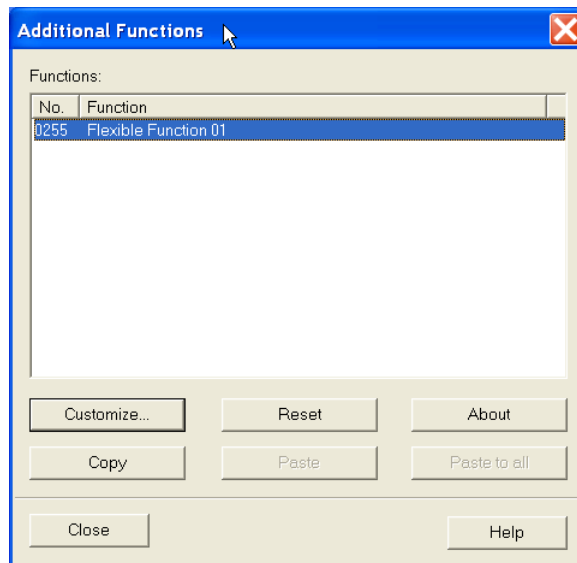 Additional Functions
Functions:
No. Function
0255 Flexible Function 01
Customize... Reset About
Copy Paste Paste to all
Close Help